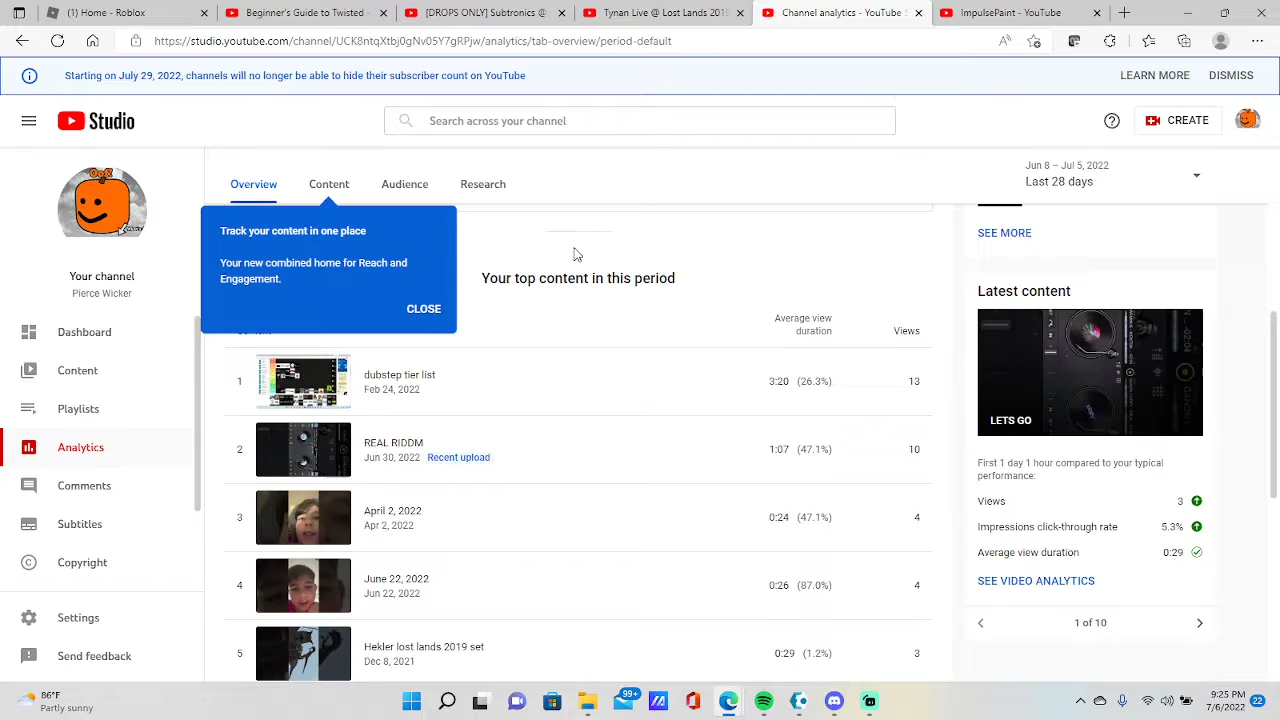 (1) Home - Roblox
Beginner's Guide To Getting Started
[DROPS ONLY] Electronic @
Tynan Live @ Lost Lands 2019
Channel analytics - YouTube S
ImpulsePaint - YouTube
https://studio.youtube.com/channel/UCK8ntqXtbj0gNv05Y7gRPjw/analytics/tab-overview/period-default
Starting on July 29, 2022, channels will no longer be able to hide their subscriber count on YouTube
LEARN MORE
DISMISS
Studio
Search across your channel
CREATE
Overview
Content
Audience
Research
Jun 8 – Jul 5, 2022
Last 28 days
Track your content in one place
Your new combined home for Reach and
Engagement.
CLOSE
Your channel
Pierce Wicker
Dashboard
Content
Playlists
Analytics
Comments
Subtitles
Copyright
Settings
Send feedback
Your top content in this period
Content
Average view
duration
Views
1
dubstep tier list
Feb 24, 2022
3:20 (26.3%)
13
2
REAL RIDDM
Jun 30, 2022 Recent upload
1:07 (47.1%)
10
3
April 2, 2022
Apr 2, 2022
0:24 (47.1%)
4
4
June 22, 2022
Jun 22, 2022
0:26 (87.0%)
4
5
Hekler lost lands 2019 set
Dec 8, 2021
0:29 (1.2%)
3
SEE MORE
Latest content
LETS GO
First 1 day 1 hour compared to your typical
performance:
Views
3
Impressions click-through rate
5.3%
Average view duration
0:29
SEE VIDEO ANALYTICS
1 of 10
86°F
Partly sunny
99+
9:25 PM
7/6/2022
22